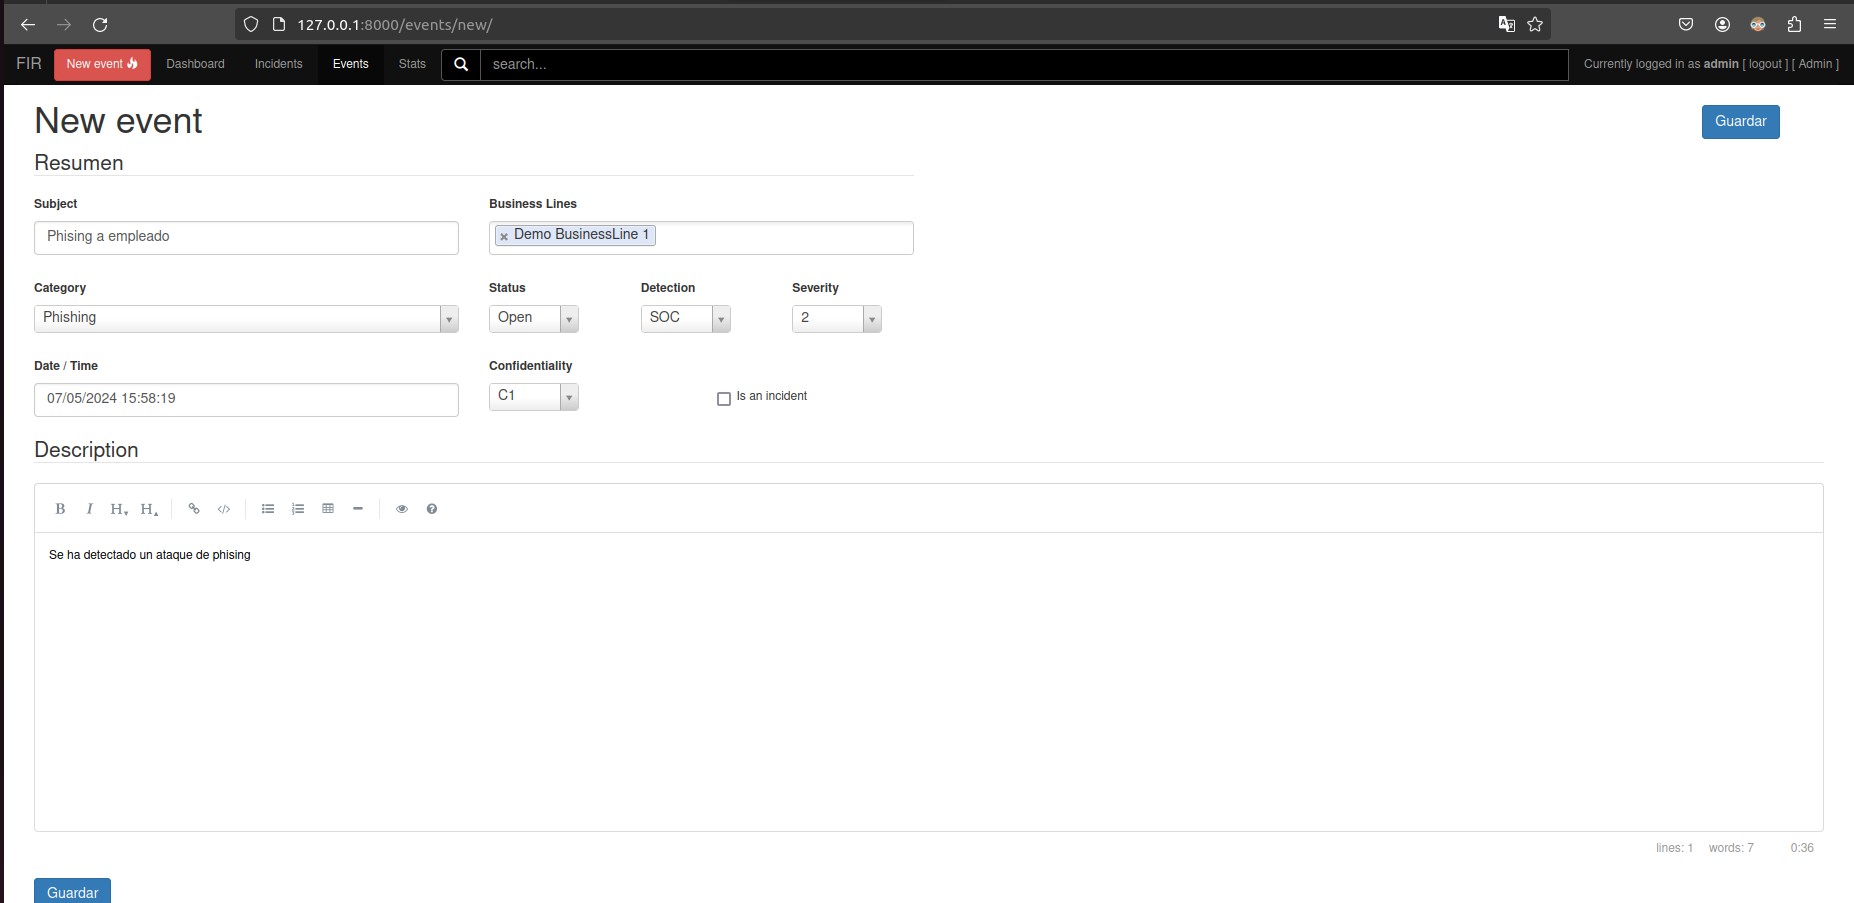 127.0.0.1:8000/events/new/
FIR New event Dashboard Incidents Events Stats search... Currently logged in as admin [ logout ] [ Admin ]
New event
Guardar
Resumen
Subject Business Lines
Phising a empleado × Demo BusinessLine 1
Category Status Detection Severity
Phishing Open SOC 2
Date / Time Confidentiality
07/05/2024 15:58:19 C1 Is an incident
Description
B I H H
Se ha detectado un ataque de phising
lines: 1 words: 7 0:36
Guardar